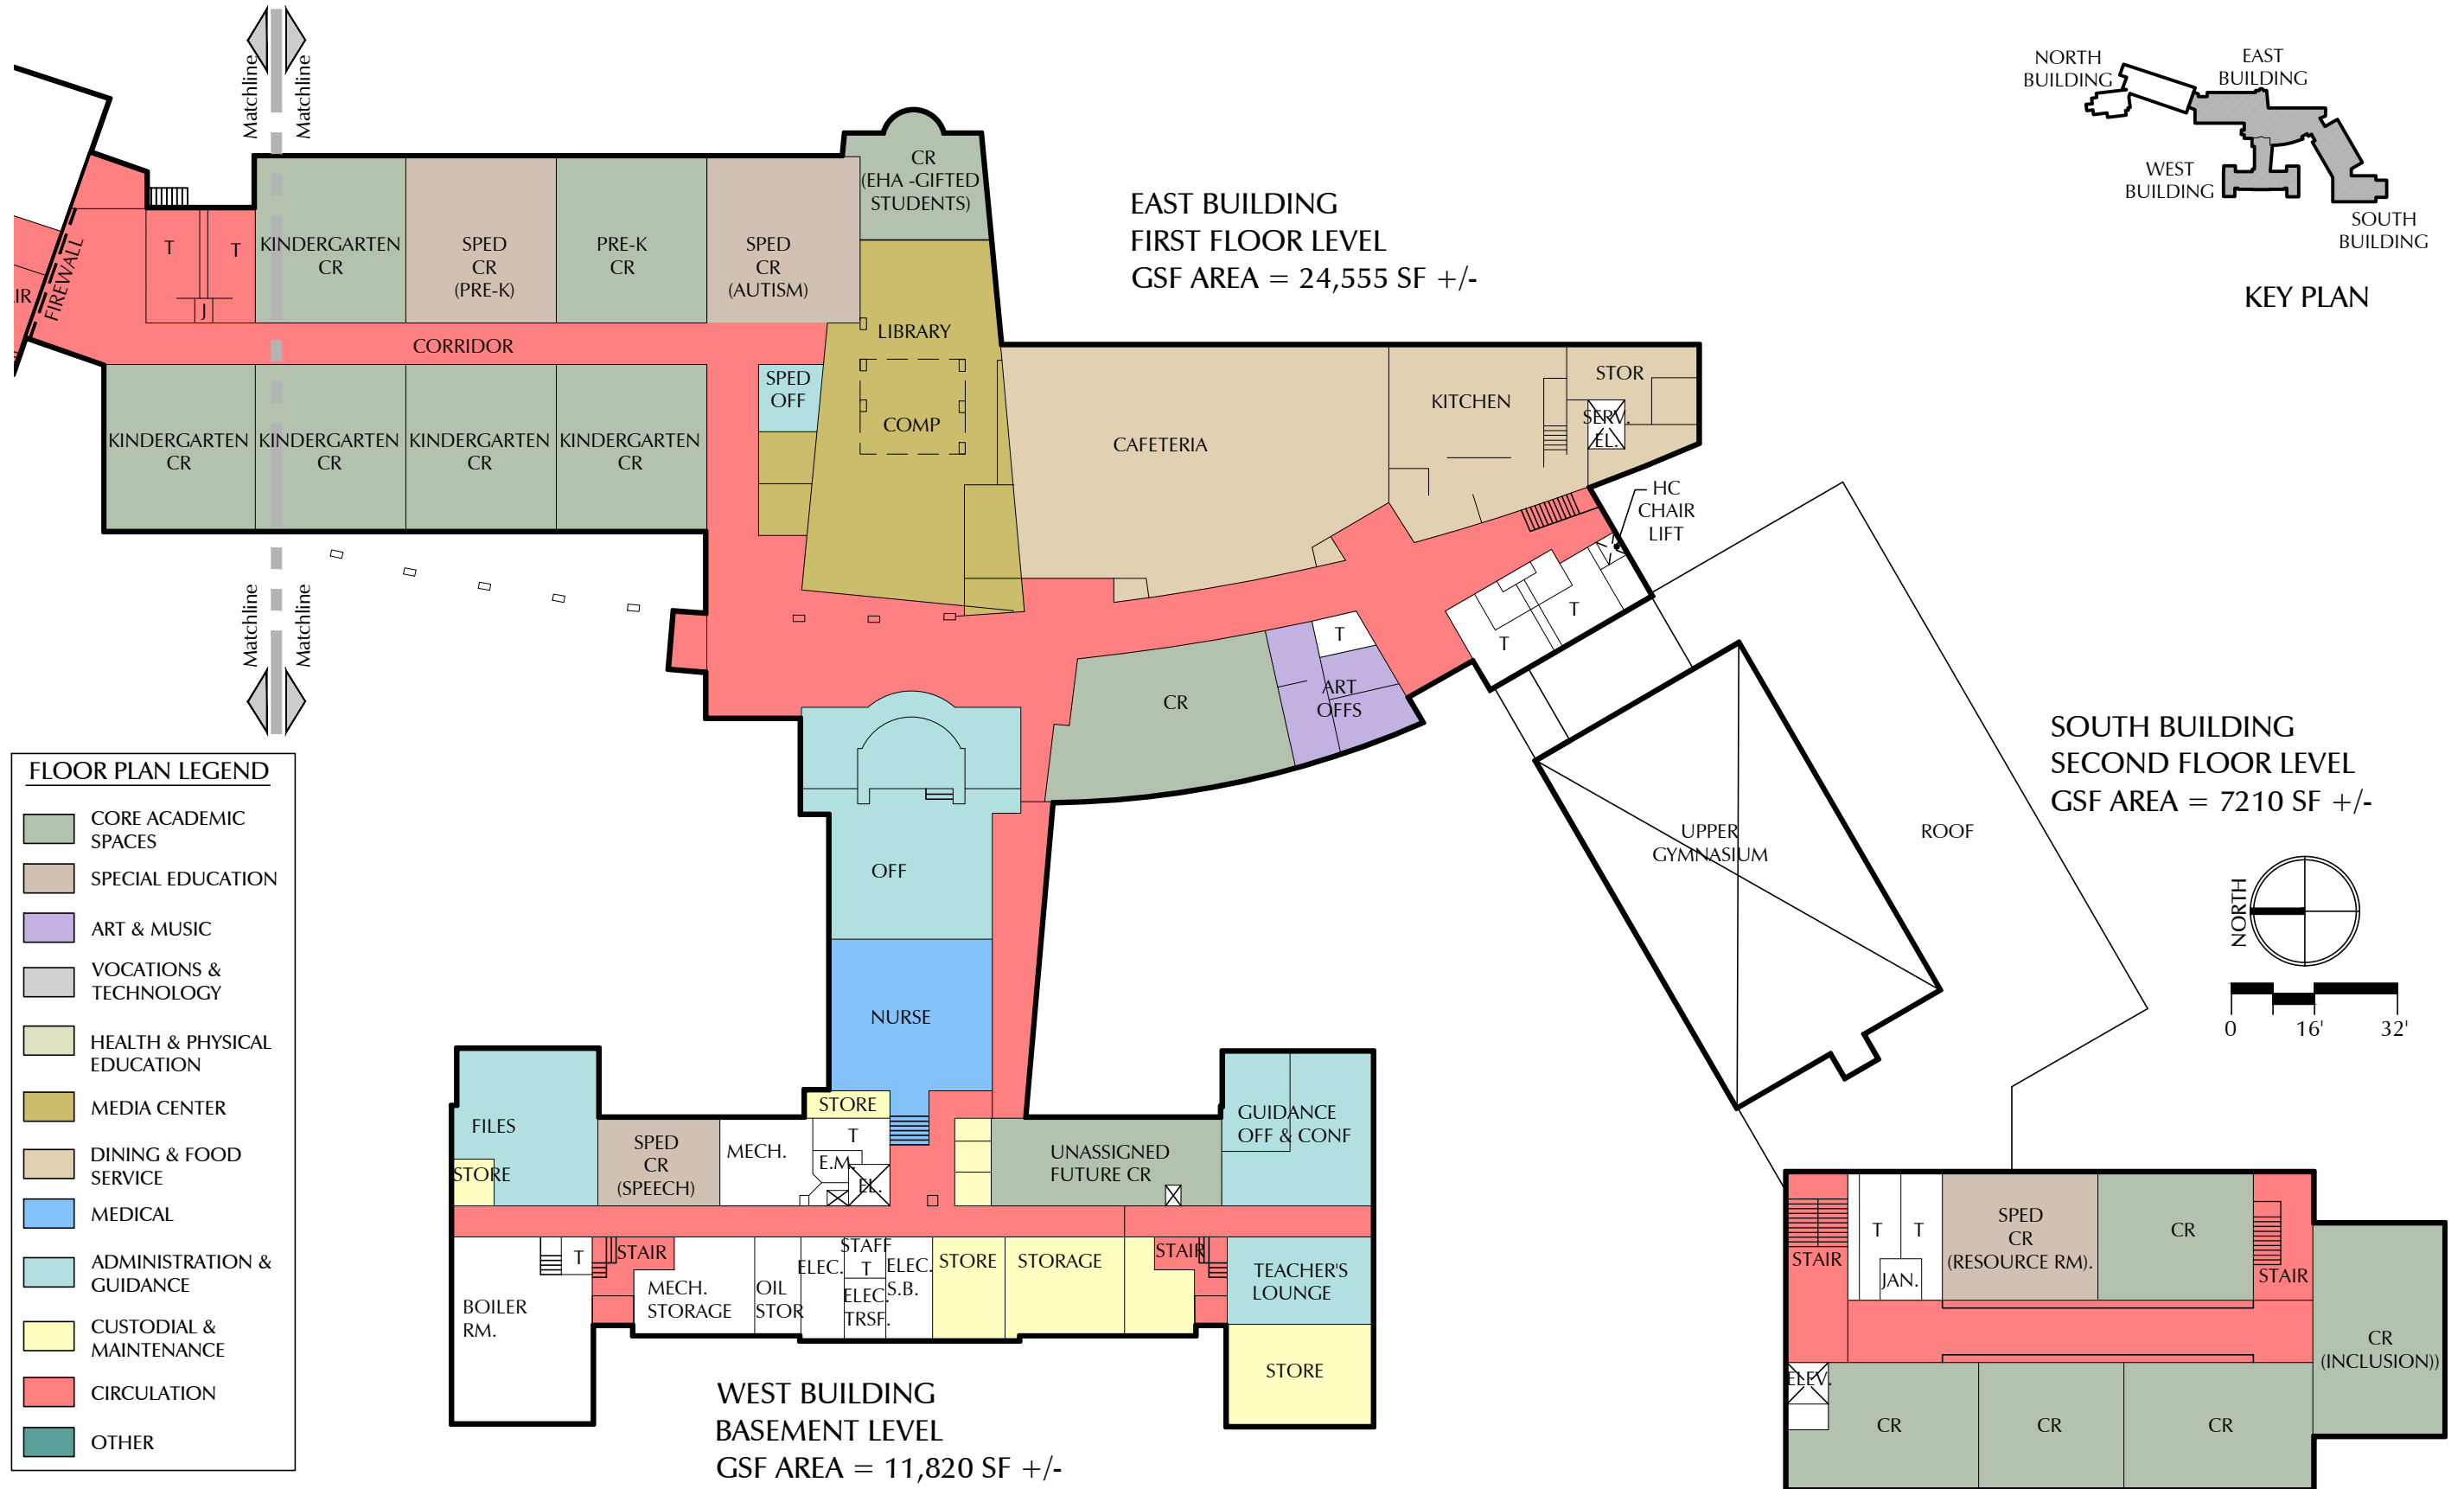 Matchline
Matchline
NORTH
BUILDING
EAST
BUILDING
WEST
BUILDING
SOUTH
BUILDING
KEY PLAN
EAST BUILDING
FIRST FLOOR LEVEL
GSF AREA = 24,555 SF +/-
CR
(EHA -GIFTED
STUDENTS)
FIREWALL
IR
T
T
J
KINDERGARTEN
CR
SPED
CR
(PRE-K)
PRE-K
CR
SPED
CR
(AUTISM)
CORRIDOR
LIBRARY
COMP
SPED
OFF
KINDERGARTEN
CR
KINDERGARTEN
CR
KINDERGARTEN
CR
KINDERGARTEN
CR
CAFETERIA
KITCHEN
STOR
SERV.
EL.
HC
CHAIR
LIFT
T
T
T
CR
ART
OFFS
Matchline
Matchline
UPPER
GYMNASIUM
ROOF
SOUTH BUILDING
SECOND FLOOR LEVEL
GSF AREA = 7210 SF +/-
NORTH
0
16'
32'
FLOOR PLAN LEGEND
CORE ACADEMIC
SPACES
SPECIAL EDUCATION
ART & MUSIC
VOCATIONS &
TECHNOLOGY
HEALTH & PHYSICAL
EDUCATION
MEDIA CENTER
DINING & FOOD
SERVICE
MEDICAL
ADMINISTRATION &
GUIDANCE
CUSTODIAL &
MAINTENANCE
CIRCULATION
OTHER
OFF
NURSE
STORE
FILES
STORE
SPED
CR
(SPEECH)
MECH.
T
E.M.
EL.
UNASSIGNED
FUTURE CR
GUIDANCE
OFF & CONF
BOILER
RM.
T
STAIR
MECH.
STORAGE
OIL
STOR
ELEC.
STAFF
T
ELEC.
TRSF.
ELEC.
S.B.
STORE
STORAGE
STAIR
TEACHER'S
LOUNGE
STORE
WEST BUILDING
BASEMENT LEVEL
GSF AREA = 11,820 SF +/-
STAIR
T
T
JAN.
SPED
CR
(RESOURCE RM).
CR
STAIR
ELEV.
CR
CR
CR
CR
(INCLUSION))